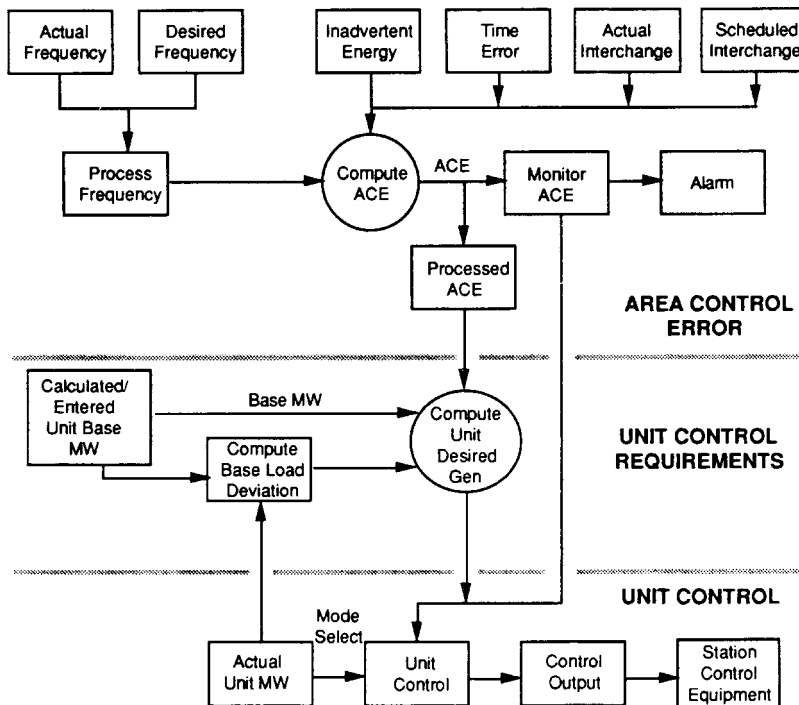 Actual
Frequency
Desired
Frequency
Inadvertent
Energy
Time
Error
Actual
Interchange
Scheduled
Interchange
Process
Frequency
Compute
ACE
ACE
Monitor
ACE
Alarm
Processed
ACE
AREA CONTROL
ERROR
Calculated/
Entered
Unit Base
MW
Base MW
Compute
Base Load
Deviation
Compute
Unit
Desired
Gen
UNIT CONTROL
REQUIREMENTS
UNIT CONTROL
Mode
Select
Actual
Unit MW
Unit
Control
Control
Output
Station
Control
Equipment